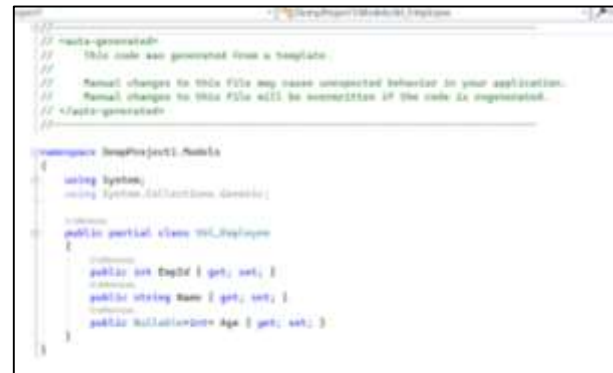 //------------------------------------------------------------------------------
// <auto-generated>
//     This code was generated from a template.
//
//     Manual changes to this file may cause unexpected behavior in your application.
//     Manual changes to this file will be overwritten if the code is regenerated.
// </auto-generated>
//------------------------------------------------------------------------------
namespace DempProject1.Models
{
using System;
using System.Collections.Generic;
public partial class tbl_Employee
{
public int EmpId { get; set; }
public string Name { get; set; }
public Nullable<int> Age { get; set; }
}
}